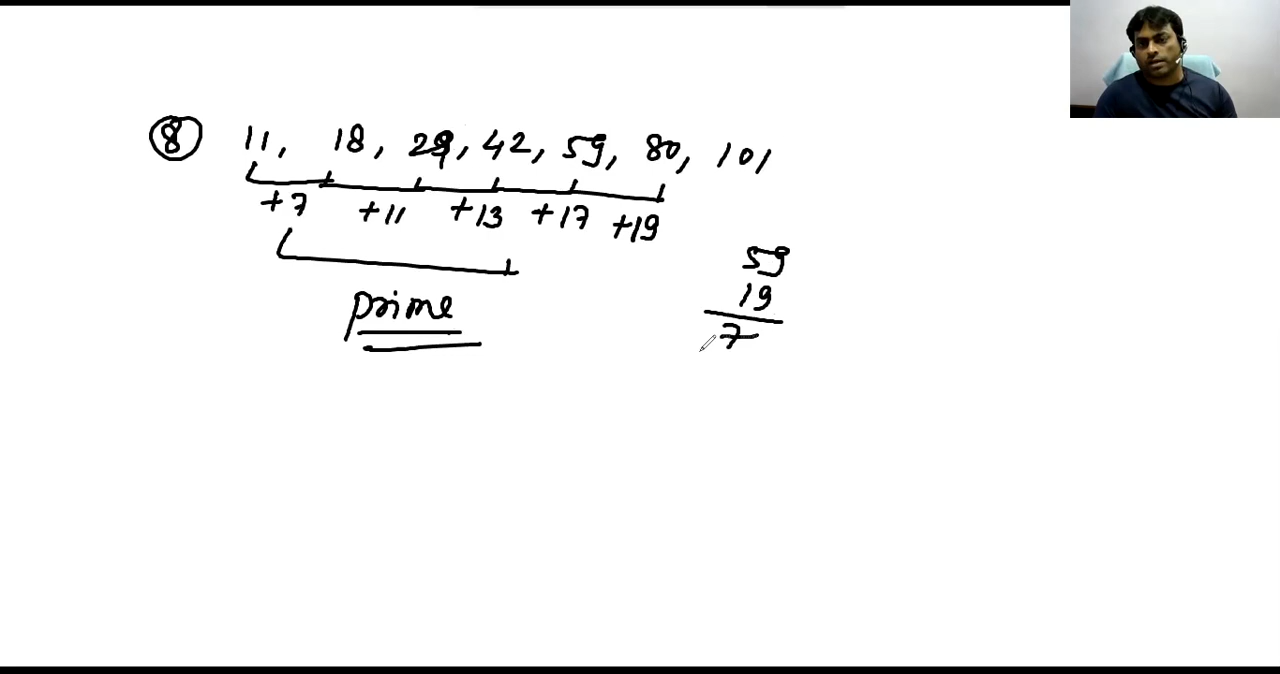 8 11, 18, 29, 42, 59, 80, 101
+7 +11 +13 +17 +19
prime
59
19
7